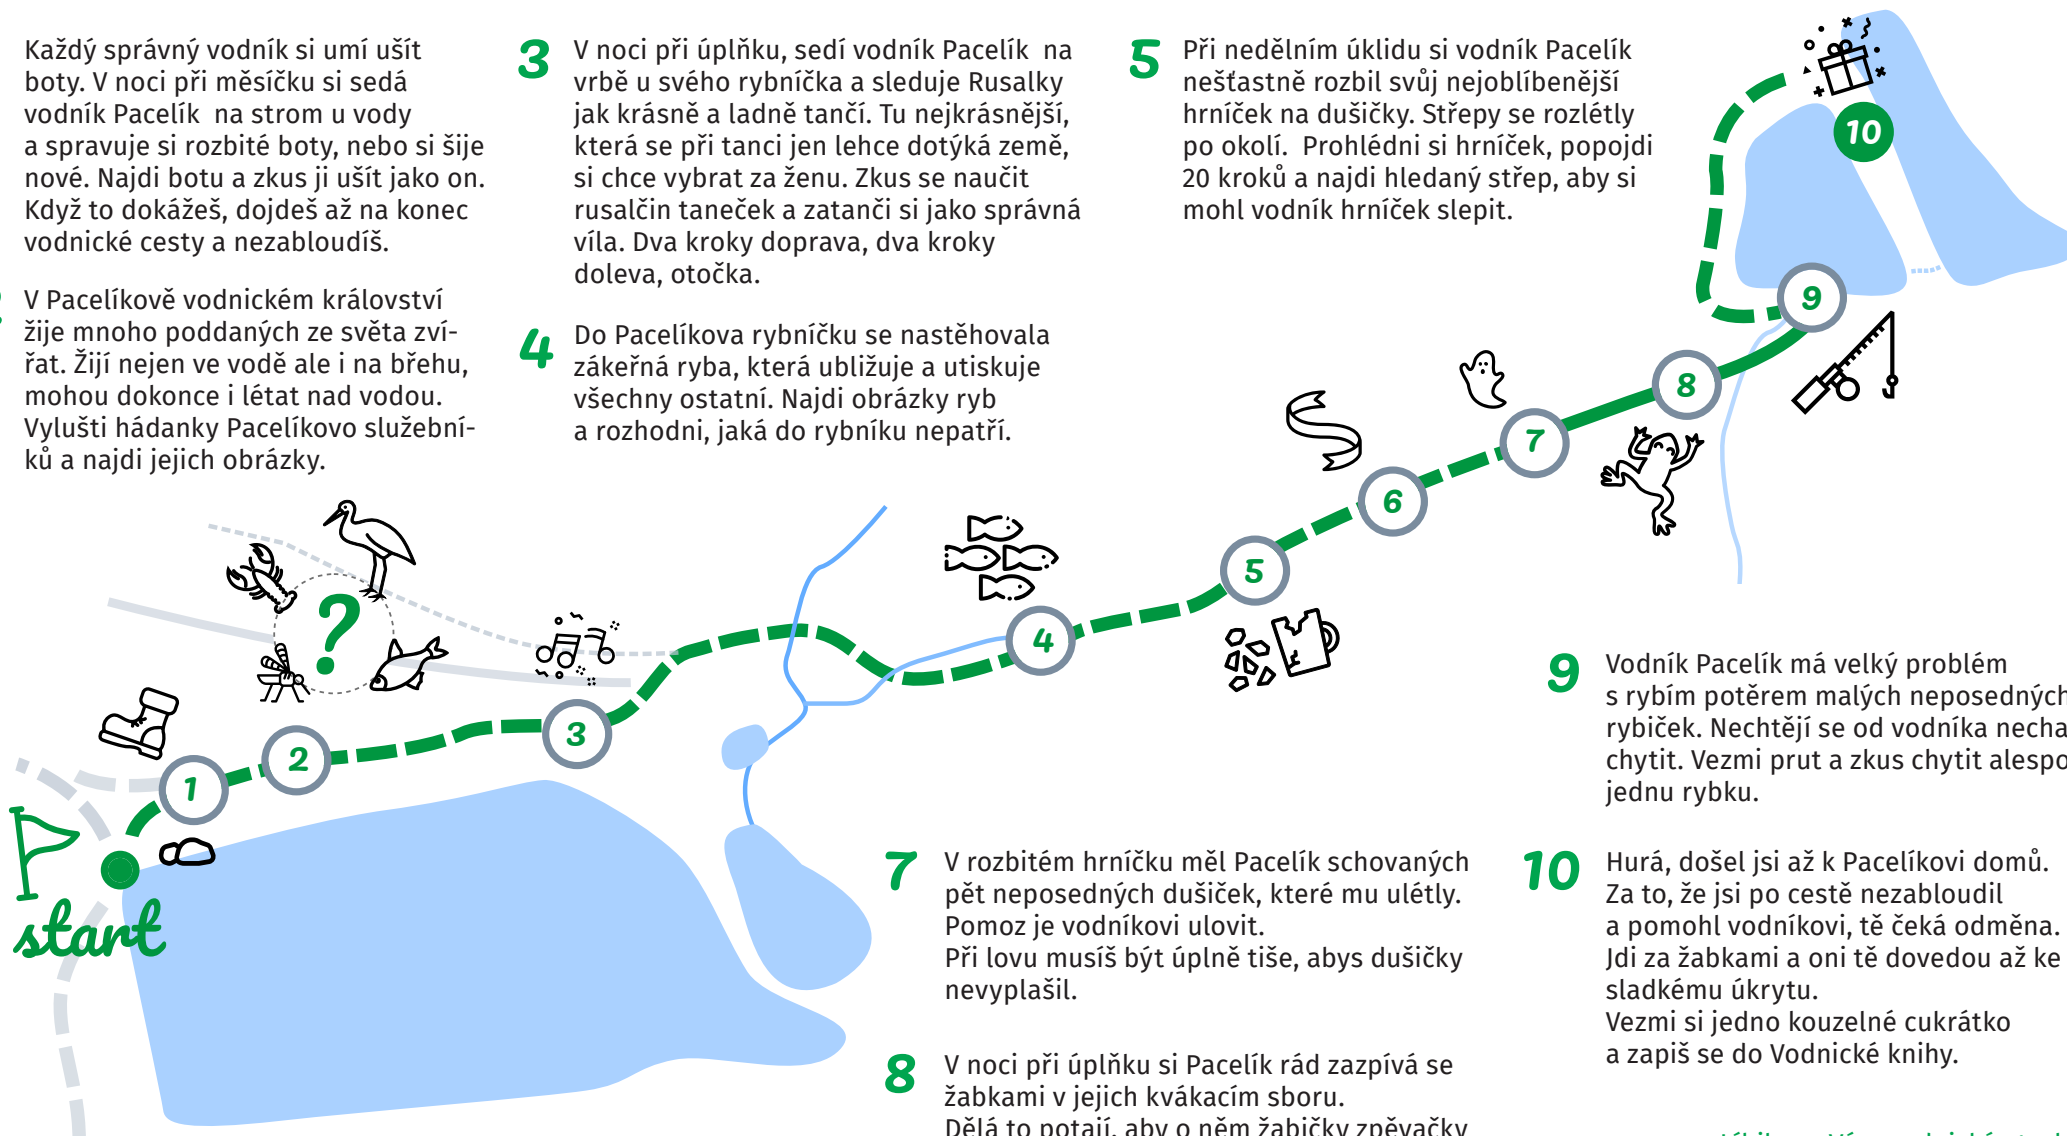 Každý správný vodník si umí ušít
boty. V noci při měsíčku si sedá
vodník Pacelík na strom u vody
a spravuje si rozbité boty, nebo si šije
nové. Najdi botu a zkus ji ušít jako on.
Když to dokážeš, dojdeš až na konec
vodnické cesty a nezabloudíš.
V Pacelíkově vodnickém království
žije mnoho poddaných ze světa zví-
řat. Žijí nejen ve vodě ale i na břehu,
mohou dokonce i létat nad vodou.
Vylušti hádanky Pacelíkovo služební-
ků a najdi jejich obrázky.
3 V noci při úplňku, sedí vodník Pacelík na
vrbě u svého rybníčka a sleduje Rusalky
jak krásně a ladně tančí. Tu nejkrásnější,
která se při tanci jen lehce dotýká země,
si chce vybrat za ženu. Zkus se naučit
rusalčin taneček a zatanči si jako správná
víla. Dva kroky doprava, dva kroky
doleva, otočka.
4 Do Pacelíkova rybníčku se nastěhovala
zákeřná ryba, která ubližuje a utiskuje
všechny ostatní. Najdi obrázky ryb
a rozhodni, jaká do rybníku nepatří.
5 Při nedělním úklidu si vodník Pacelík
nešťastně rozbil svůj nejoblíbenější
hrníček na dušičky. Střepy se rozlétly
po okolí. Prohlédni si hrníček, popojdi
20 kroků a najdi hledaný střep, aby si
mohl vodník hrníček slepit.
10
9
8
7
6
5
4
3
2
1
?
start
7 V rozbitém hrníčku měl Pacelík schovaných
pět neposedných dušiček, které mu ulétly.
Pomoz je vodníkovi ulovit.
Při lovu musíš být úplně tiše, abys dušičky
nevyplašil.
8 V noci při úplňku si Pacelík rád zazpívá se
žabkami v jejich kvákacím sboru.
Dělá to potají, aby o něm žabičky zpěvačky
9 Vodník Pacelík má velký problém
s rybím potěrem malých neposedných
rybiček. Nechtějí se od vodníka necha
chytit. Vezmi prut a zkus chytit alespo
jednu rybku.
10 Hurá, došel jsi až k Pacelíkovi domů.
Za to, že jsi po cestě nezabloudil
a pomohl vodníkovi, tě čeká odměna.
Jdi za žabkami a oni tě dovedou až ke
sladkému úkrytu.
Vezmi si jedno kouzelné cukrátko
a zapiš se do Vodnické knihy.